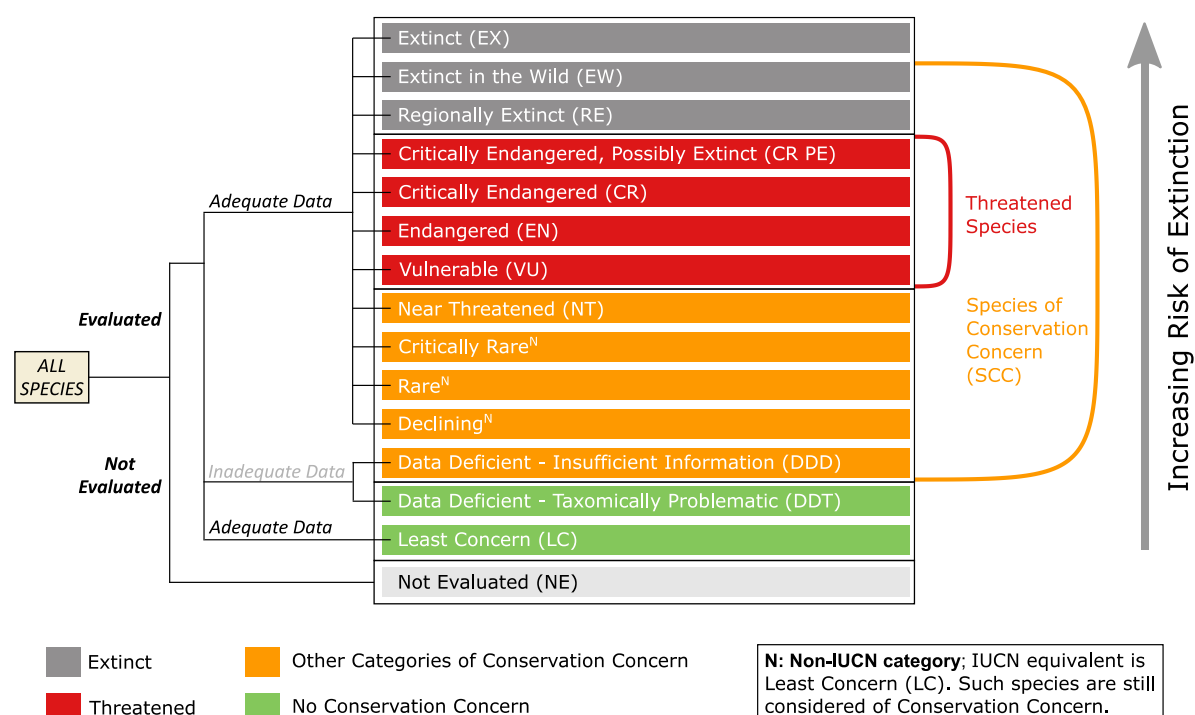 Extinct (EX)
Extinct in the Wild (EW)
Regionally Extinct (RE)
Critically Endangered, Possibly Extinct (CR PE)
Critically Endangered (CR)
Endangered (EN)
Vulnerable (VU)
Near Threatened (NT)
Critically Rareᴺ
Rareᴺ
Decliningᴺ
Data Deficient - Insufficient Information (DDD)
Data Deficient - Taxomically Problematic (DDT)
Least Concern (LC)
Not Evaluated (NE)
ALL
SPECIES
Evaluated
Not
Evaluated
Adequate Data
Inadequate Data
Adequate Data
Threatened
Species
Species of
Conservation
Concern
(SCC)
Increasing Risk of Extinction
Extinct
Threatened
Other Categories of Conservation Concern
No Conservation Concern
N: Non-IUCN category; IUCN equivalent is
Least Concern (LC). Such species are still
considered of Conservation Concern.